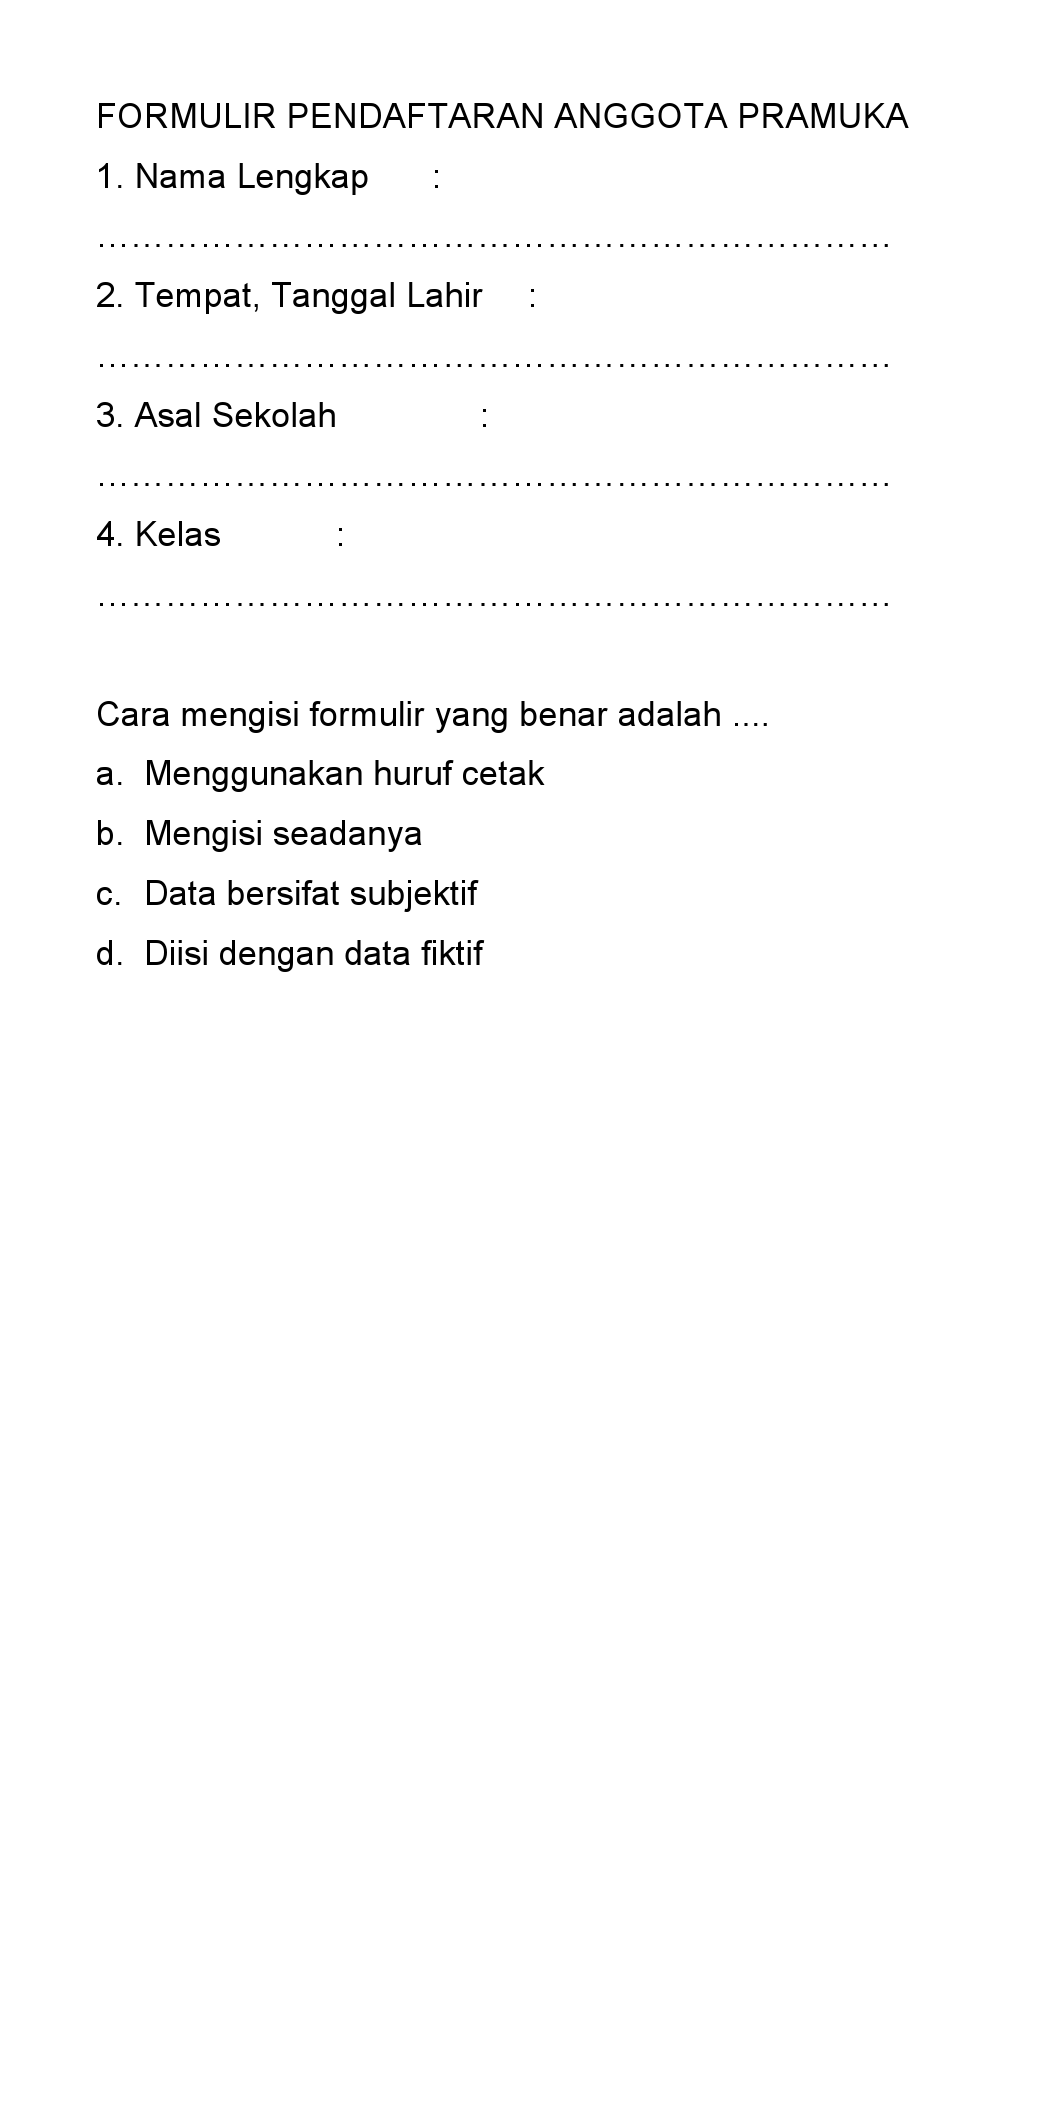 FORMULIR PENDAFTARAN ANGGOTA PRAMUKA
1. Nama Lengkap :
…………………………………………………………
2. Tempat, Tanggal Lahir :
…………………………………………………………
3. Asal Sekolah :
…………………………………………………………
4. Kelas :
…………………………………………………………
Cara mengisi formulir yang benar adalah ....
a. Menggunakan huruf cetak
b. Mengisi seadanya
c. Data bersifat subjektif
d. Diisi dengan data fiktif